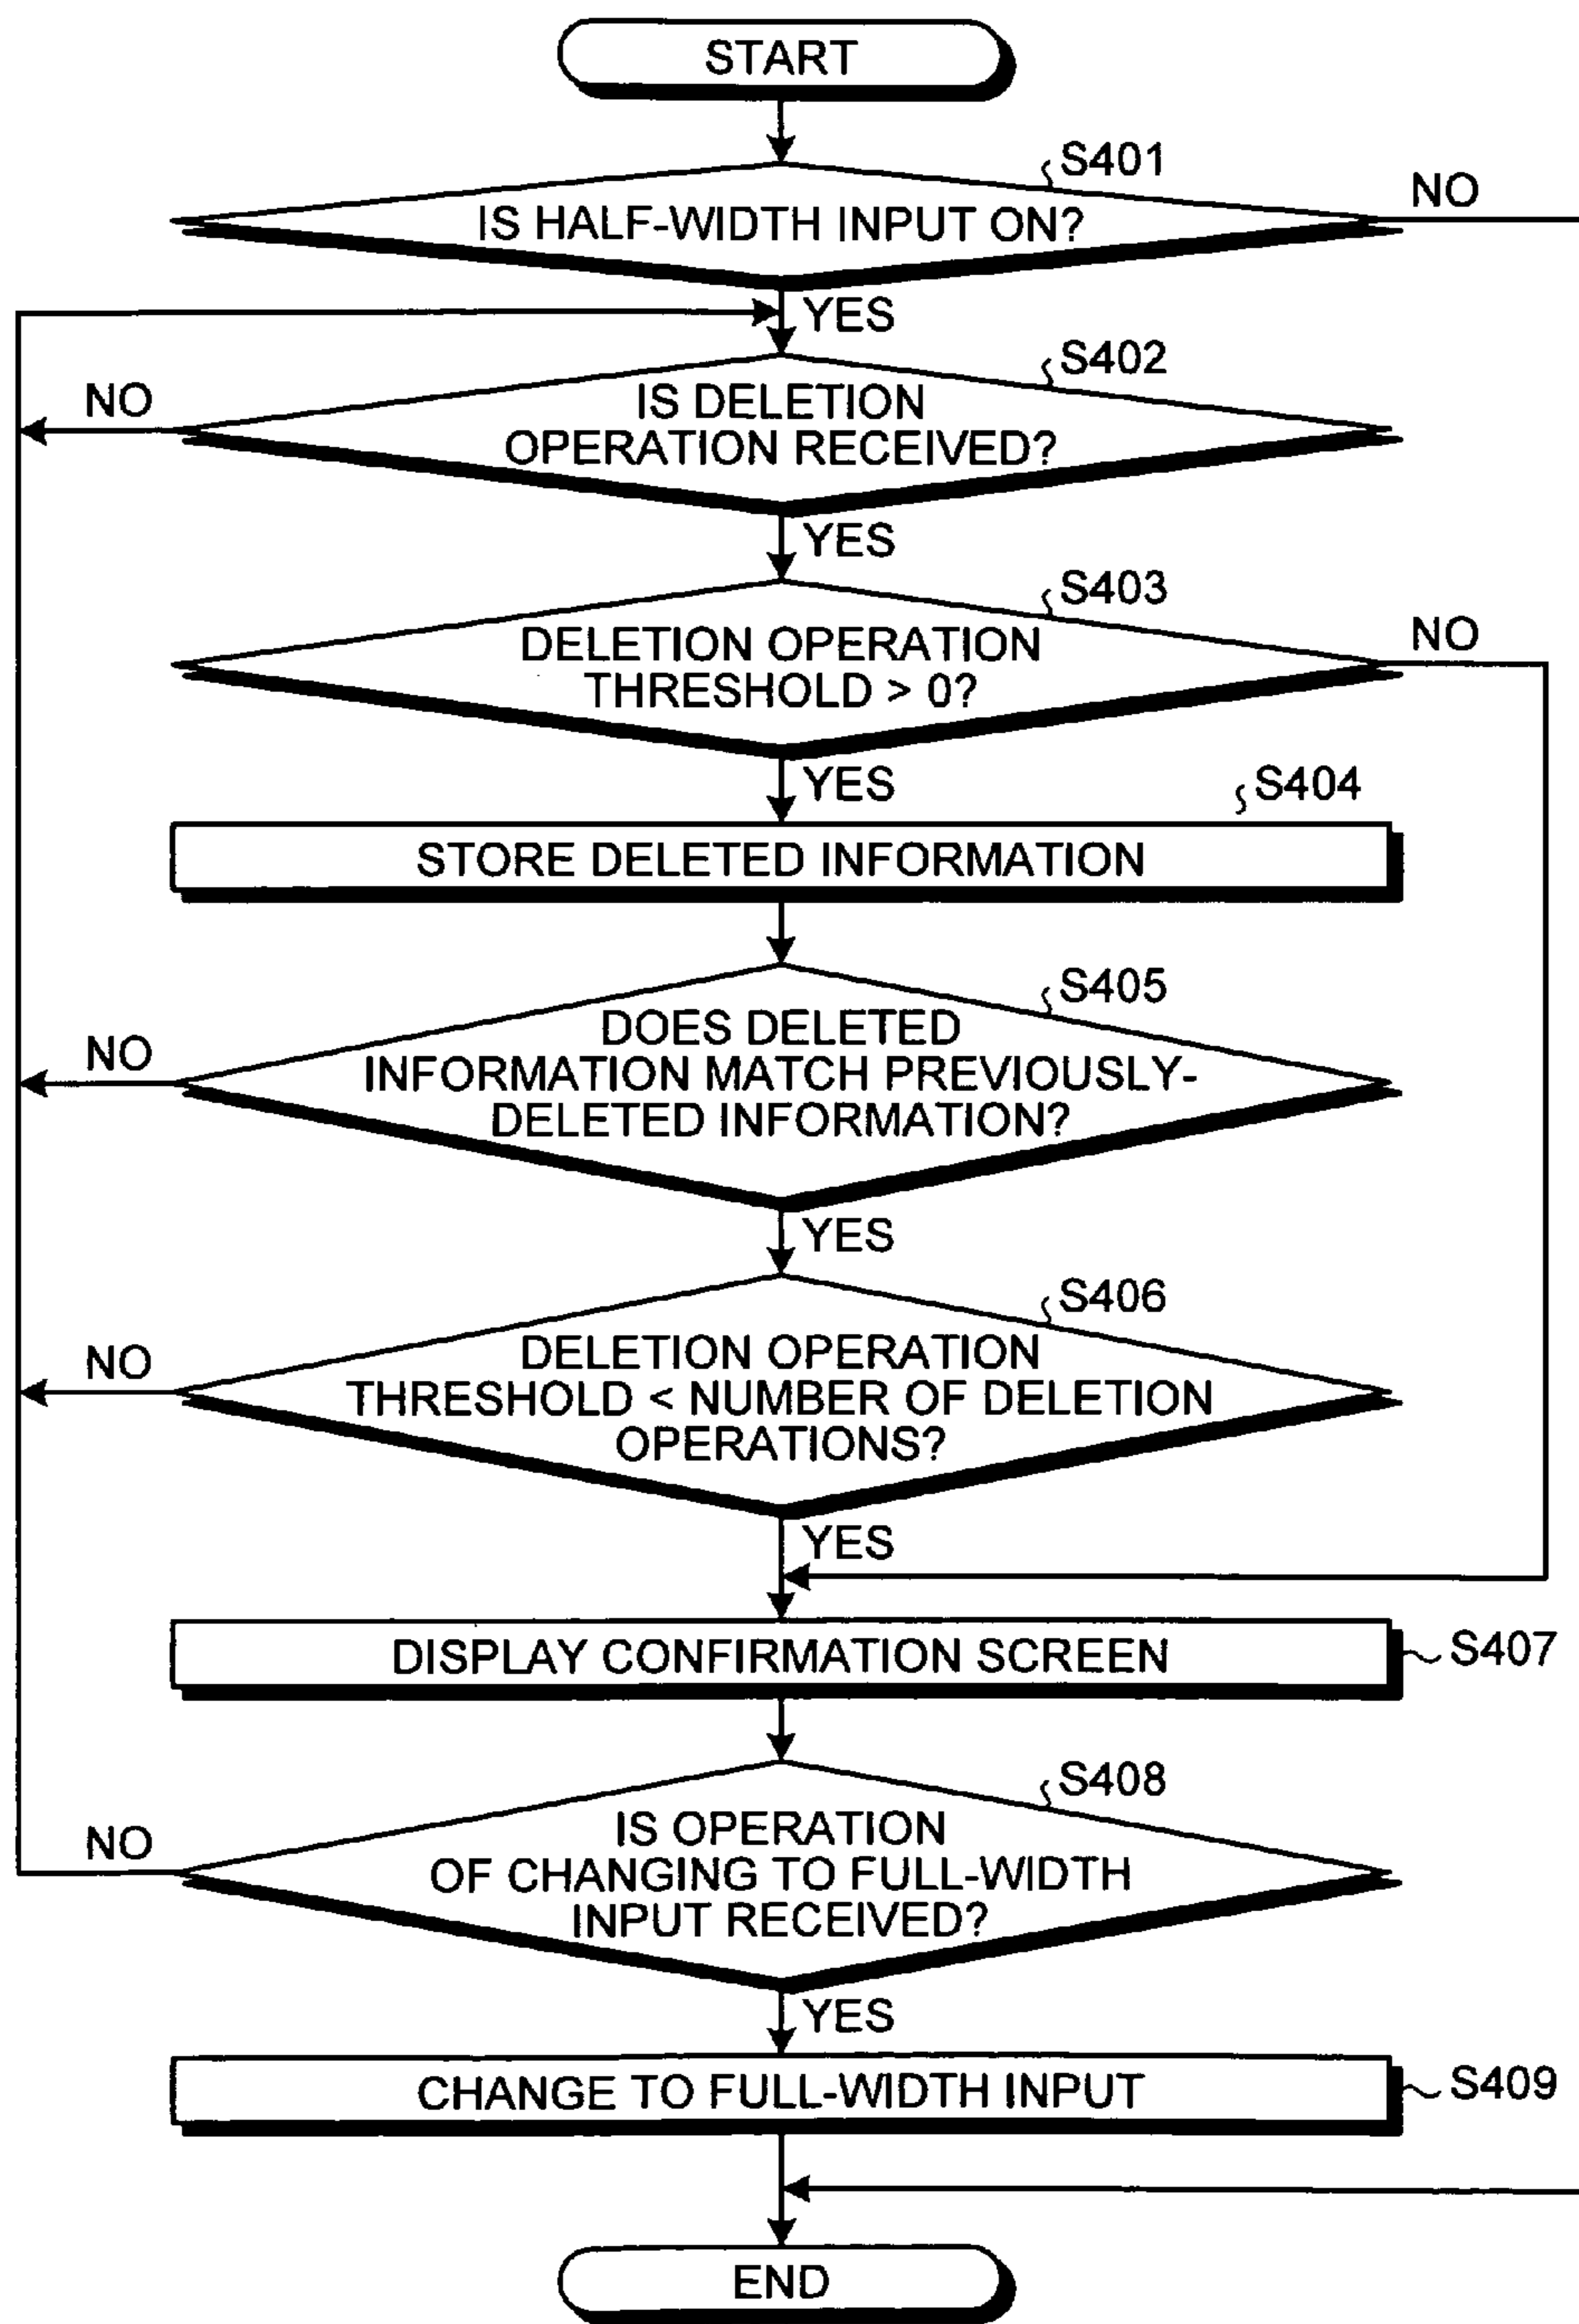 START
S401
IS HALF-WIDTH INPUT ON?
NO
YES
S402
NO
IS DELETION
OPERATION RECEIVED?
YES
S403
DELETION OPERATION
THRESHOLD > 0?
NO
YES
S404
STORE DELETED INFORMATION
S405
DOES DELETED
NO
INFORMATION MATCH PREVIOUSLY-
DELETED INFORMATION?
YES
S406
DELETION OPERATION
NO
THRESHOLD < NUMBER OF DELETION
OPERATIONS?
YES
DISPLAY CONFIRMATION SCREEN
S407
S408
IS OPERATION
NO
OF CHANGING TO FULL-WIDTH
INPUT RECEIVED?
YES
CHANGE TO FULL-WIDTH INPUT
S409
END